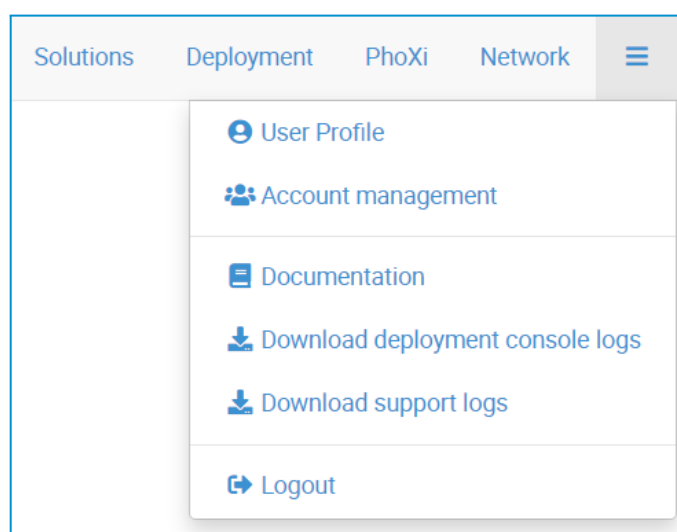 Solutions Deployment PhoXi Network
User Profile
Account management
Documentation
Download deployment console logs
Download support logs
Logout